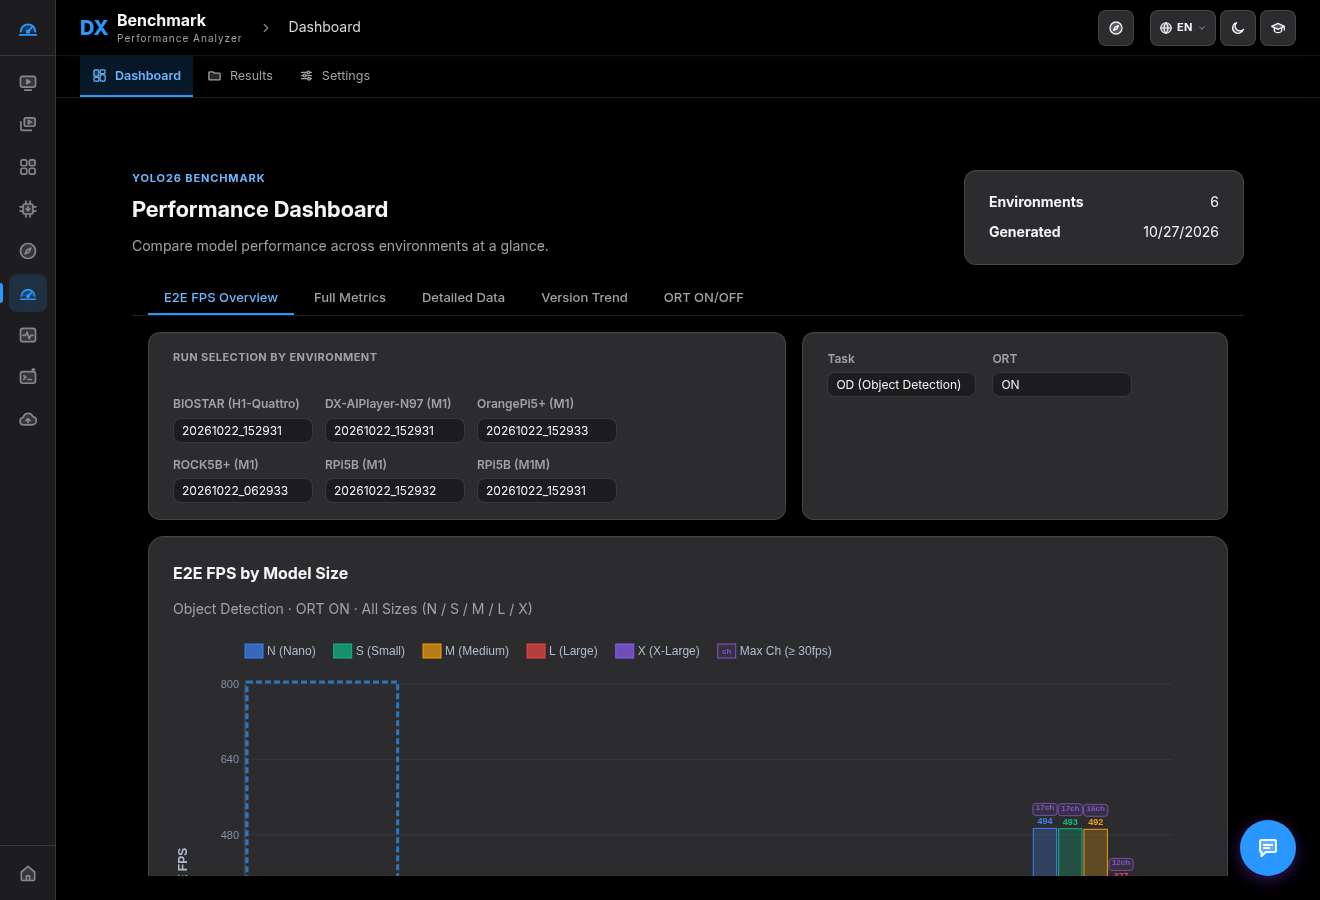 DX Benchmark
Performance Analyzer
Dashboard
EN
Dashboard
Results
Settings
YOLO26 BENCHMARK
Performance Dashboard
Compare model performance across environments at a glance.
Environments 6
Generated 10/27/2026
E2E FPS Overview
Full Metrics
Detailed Data
Version Trend
ORT ON/OFF
RUN SELECTION BY ENVIRONMENT
BIOSTAR (H1-Quattro)
20261022_152931
DX-AIPlayer-N97 (M1)
20261022_152931
OrangePi5+ (M1)
20261022_152933
ROCK5B+ (M1)
20261022_062933
RPi5B (M1)
20261022_152932
RPi5B (M1M)
20261022_152931
Task
OD (Object Detection)
ORT
ON
E2E FPS by Model Size
Object Detection · ORT ON · All Sizes (N / S / M / L / X)
N (Nano)
S (Small)
M (Medium)
L (Large)
X (X-Large)
ch Max Ch (≥ 30fps)
800
640
480
FPS
17ch 17ch 16ch
494 493 492
12ch
377